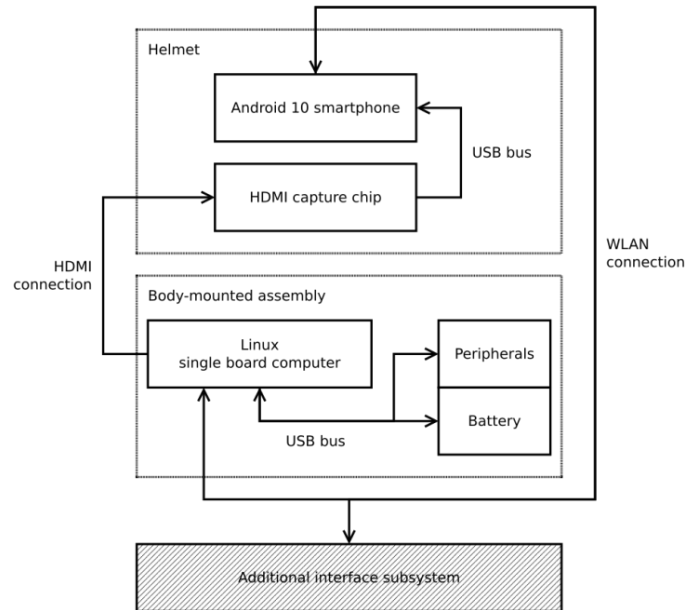 Helmet
Android 10 smartphone
USB bus
HDMI capture chip
HDMI
connection
WLAN
connection
Body-mounted assembly
Linux
single board computer
Peripherals
Battery
USB bus
Additional interface subsystem